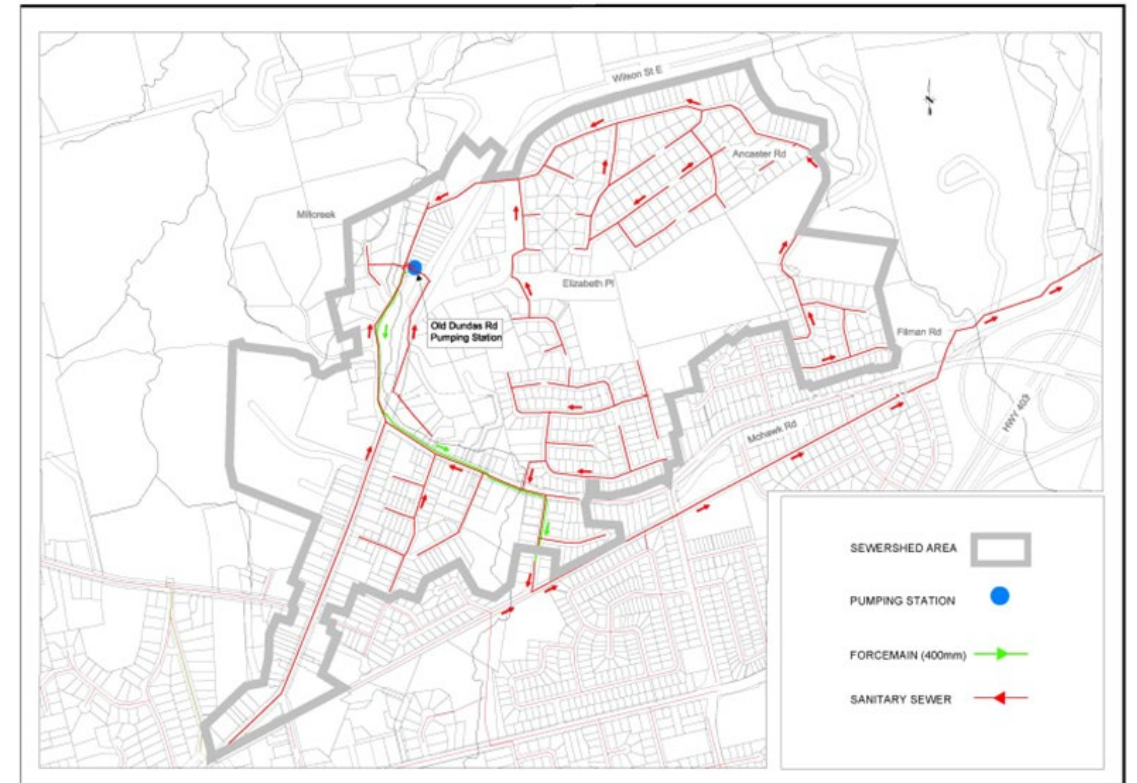 Wilson St E
Ancaster Rd
Millcreek
Elizabeth Pl
Old Dundas Rd
Pumping Station
Filman Rd
HWY 403
Mohawk Rd
SEWERSHED AREA
PUMPING STATION
FORCEMAIN (400mm)
SANITARY SEWER